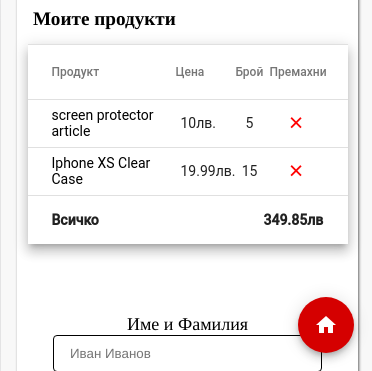 Моите продукти
Продукт Цена Брой Премахни
screen protector
article 10лв. 5
Iphone XS Clear
Case 19.99лв. 15
Всичко 349.85лв
Име и Фамилия
Иван Иванов